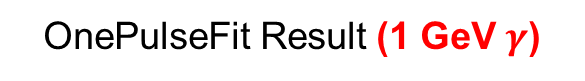 OnePulseFit Result (1 GeV γ)